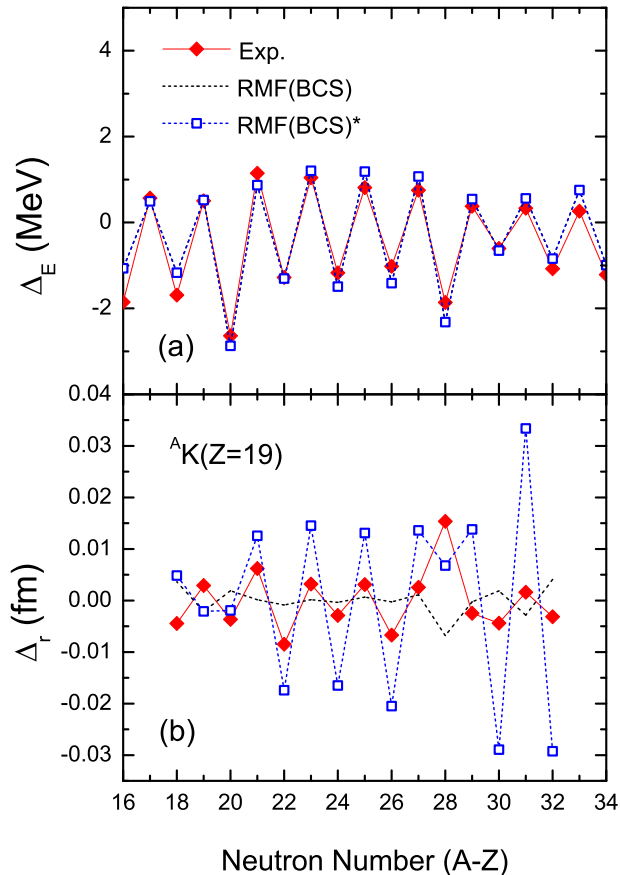 4
2
0
-2
Δ_E (MeV)
Exp.
RMF(BCS)
RMF(BCS)*
(a)
0.04
0.03
0.02
0.01
0.00
-0.01
-0.02
-0.03
Δ_r (fm)
ᴬK(Z=19)
(b)
16 18 20 22 24 26 28 30 32 34
Neutron Number (A-Z)